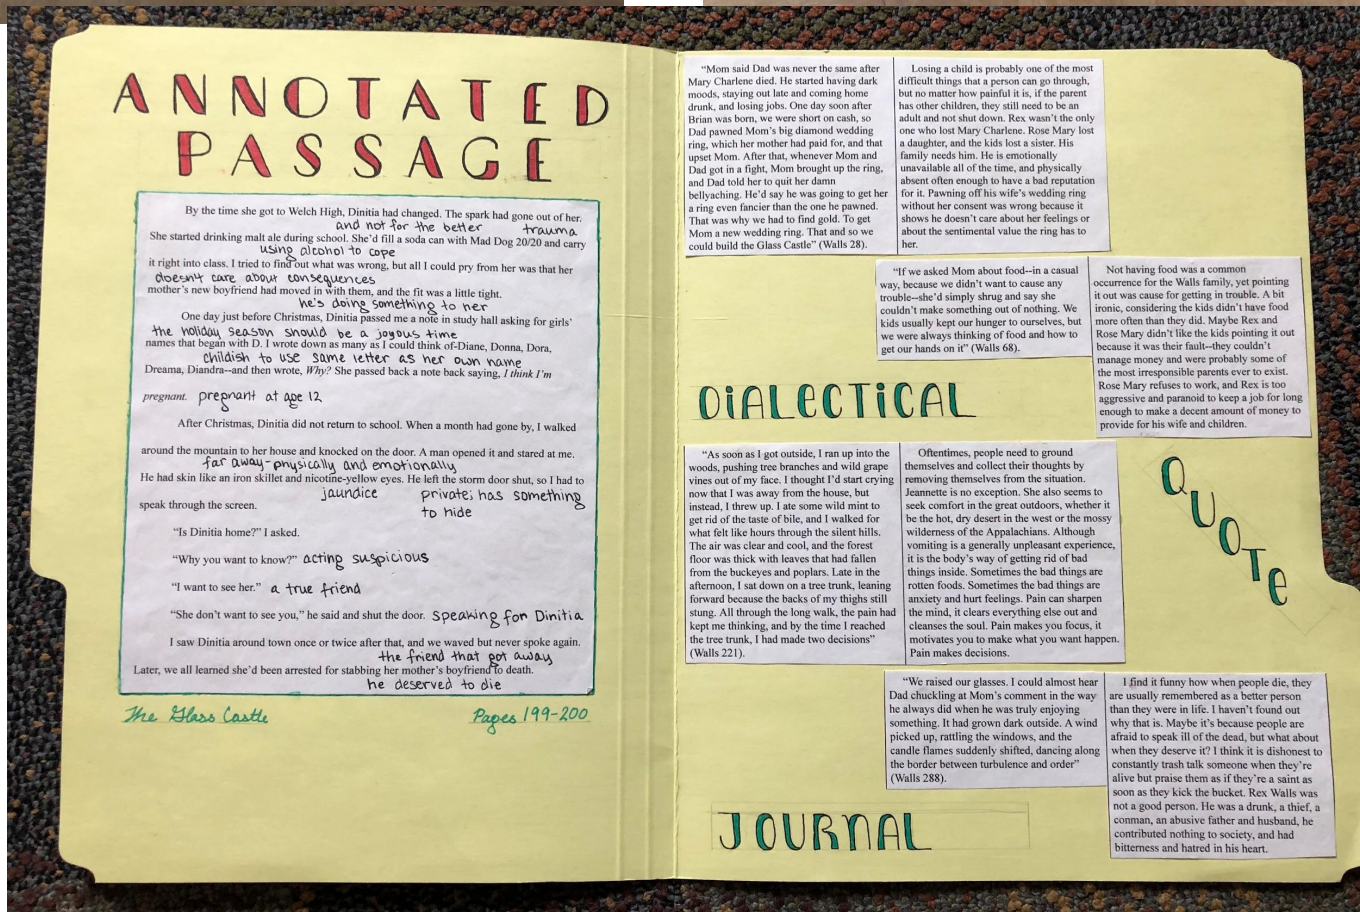 ANNOTATED
PASSAGE
By the time she got to Welch High, Dinitia had changed. The spark had gone out of her.
and not for the better trauma
She started drinking malt ale during school. She'd fill a soda can with Mad Dog 20/20 and carry
using alcohol to cope
it right into class. I tried to find out what was wrong, but all I could pry from her was that her
doesn't care about consequences
mother's new boyfriend had moved in with them, and the fit was a little tight.
he's doing something to her
One day just before Christmas, Dinitia passed me a note in study hall asking for girls'
the holiday season should be a joyous time
names that began with D. I wrote down as many as I could think of-Diane, Donna, Dora,
childish to use same letter as her own name
Dreama, Diandra--and then wrote, Why? She passed back a note back saying, I think I'm
pregnant. pregnant at age 12
After Christmas, Dinitia did not return to school. When a month had gone by, I walked
around the mountain to her house and knocked on the door. A man opened it and stared at me.
far away-physically and emotionally
He had skin like an iron skillet and nicotine-yellow eyes. He left the storm door shut, so I had to
jaundice private; has something
speak through the screen.
to hide
"Is Dinitia home?" I asked.
"Why you want to know?" acting suspicious
"I want to see her." a true friend
"She don't want to see you," he said and shut the door. speaking for Dinitia
I saw Dinitia around town once or twice after that, and we waved but never spoke again.
the friend that got away
Later, we all learned she'd been arrested for stabbing her mother's boyfriend to death.
he deserved to die
The Glass Castle Pages 199-200
"Mom said Dad was never the same after
Mary Charlene died. He started having dark
moods, staying out late and coming home
drunk, and losing jobs. One day soon after
Brian was born, we were short on cash, so
Dad pawned Mom's big diamond wedding
ring, which her mother had paid for, and that
upset Mom. After that, whenever Mom and
Dad got in a fight, Mom brought up the ring,
and Dad told her to quit her damn
bellyaching. He'd say he was going to get her
a ring even fancier than the one he pawned.
That was why we had to find gold. To get
Mom a new wedding ring. That and so we
could build the Glass Castle" (Walls 28).
Losing a child is probably one of the most
difficult things that a person can go through,
but no matter how painful it is, if the parent
has other children, they still need to be an
adult and not shut down. Rex wasn't the only
one who lost Mary Charlene. Rose Mary lost
a daughter, and the kids lost a sister. His
family needs him. He is emotionally
unavailable all of the time, and physically
absent often enough to have a bad reputation
for it. Pawning off his wife's wedding ring
without her consent was wrong because it
shows he doesn't care about her feelings or
about the sentimental value the ring has to
her.
"If we asked Mom about food--in a casual
way, because we didn't want to cause any
trouble--she'd simply shrug and say she
couldn't make something out of nothing. We
kids usually kept our hunger to ourselves, but
we were always thinking of food and how to
get our hands on it" (Walls 68).
Not having food was a common
occurrence for the Walls family, yet pointing
it out was cause for getting in trouble. A bit
ironic, considering the kids didn't have food
more often than they did. Maybe Rex and
Rose Mary didn't like the kids pointing it out
because it was their fault--they couldn't
manage money and were probably some of
the most irresponsible parents ever to exist.
Rose Mary refuses to work, and Rex is too
aggressive and paranoid to keep a job for long
enough to make a decent amount of money to
provide for his wife and children.
DIALECTICAL
QUOTE
"As soon as I got outside, I ran up into the
woods, pushing tree branches and wild grape
vines out of my face. I thought I'd start crying
now that I was away from the house, but
instead, I threw up. I ate some wild mint to
get rid of the taste of bile, and I walked for
what felt like hours through the silent hills.
The air was clear and cool, and the forest
floor was thick with leaves that had fallen
from the buckeyes and poplars. Late in the
afternoon, I sat down on a tree trunk, leaning
forward because the backs of my thighs still
stung. All through the long walk, the pain had
kept me thinking, and by the time I reached
the tree trunk, I had made two decisions"
(Walls 221).
Oftentimes, people need to ground
themselves and collect their thoughts by
removing themselves from the situation.
Jeannette is no exception. She also seems to
seek comfort in the great outdoors, whether it
be the hot, dry desert in the west or the mossy
wilderness of the Appalachians. Although
vomiting is a generally unpleasant experience,
it is the body's way of getting rid of bad
things inside. Sometimes the bad things are
rotten foods. Sometimes the bad things are
anxiety and hurt feelings. Pain can sharpen
the mind, it clears everything else out and
cleanses the soul. Pain makes you focus, it
motivates you to make what you want happen.
Pain makes decisions.
"We raised our glasses. I could almost hear
Dad chuckling at Mom's comment in the way
he always did when he was truly enjoying
something. It had grown dark outside. A wind
picked up, rattling the windows, and the
candle flames suddenly shifted, dancing along
the border between turbulence and order"
(Walls 288).
I find it funny how when people die, they
are usually remembered as a better person
than they were in life. I haven't found out
why that is. Maybe it's because people are
afraid to speak ill of the dead, but what about
when they deserve it? I think it is dishonest to
constantly trash talk someone when they're
alive but praise them as if they're a saint as
soon as they kick the bucket. Rex Walls was
not a good person. He was a drunk, a thief, a
conman, an abusive father and husband, he
contributed nothing to society, and had
bitterness and hatred in his heart.
JOURNAL